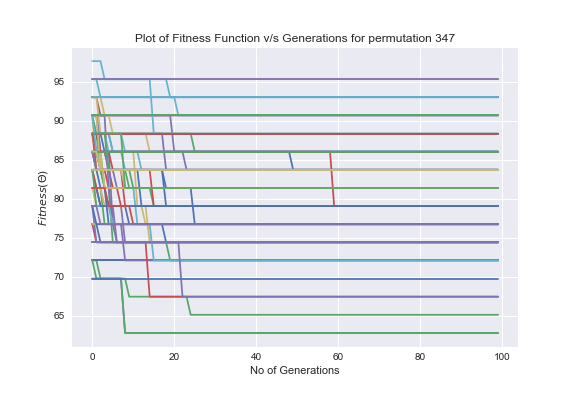 Plot of Fitness Function v/s Generations for permutation 347
95
90
85
80
75
70
65
Fitness(Θ)
0 20 40 60 80 100
No of Generations